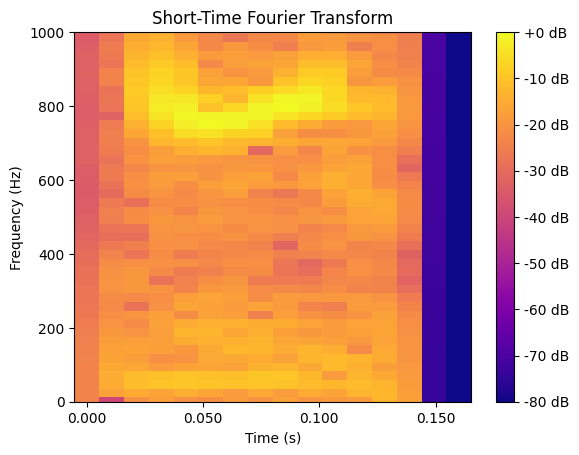 Short-Time Fourier Transform
1000
800
600
400
200
0
Frequency (Hz)
0.000
0.050
0.100
0.150
Time (s)
+0 dB
-10 dB
-20 dB
-30 dB
-40 dB
-50 dB
-60 dB
-70 dB
-80 dB